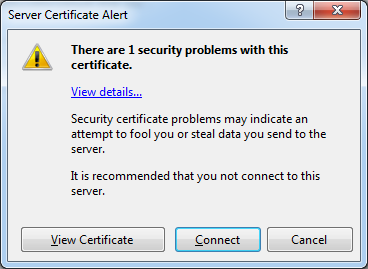 Server Certificate Alert
There are 1 security problems with this
certificate.
View details...
Security certificate problems may indicate an
attempt to fool you or steal data you send to the
server.
It is recommended that you not connect to this
server.
View Certificate
Connect
Cancel